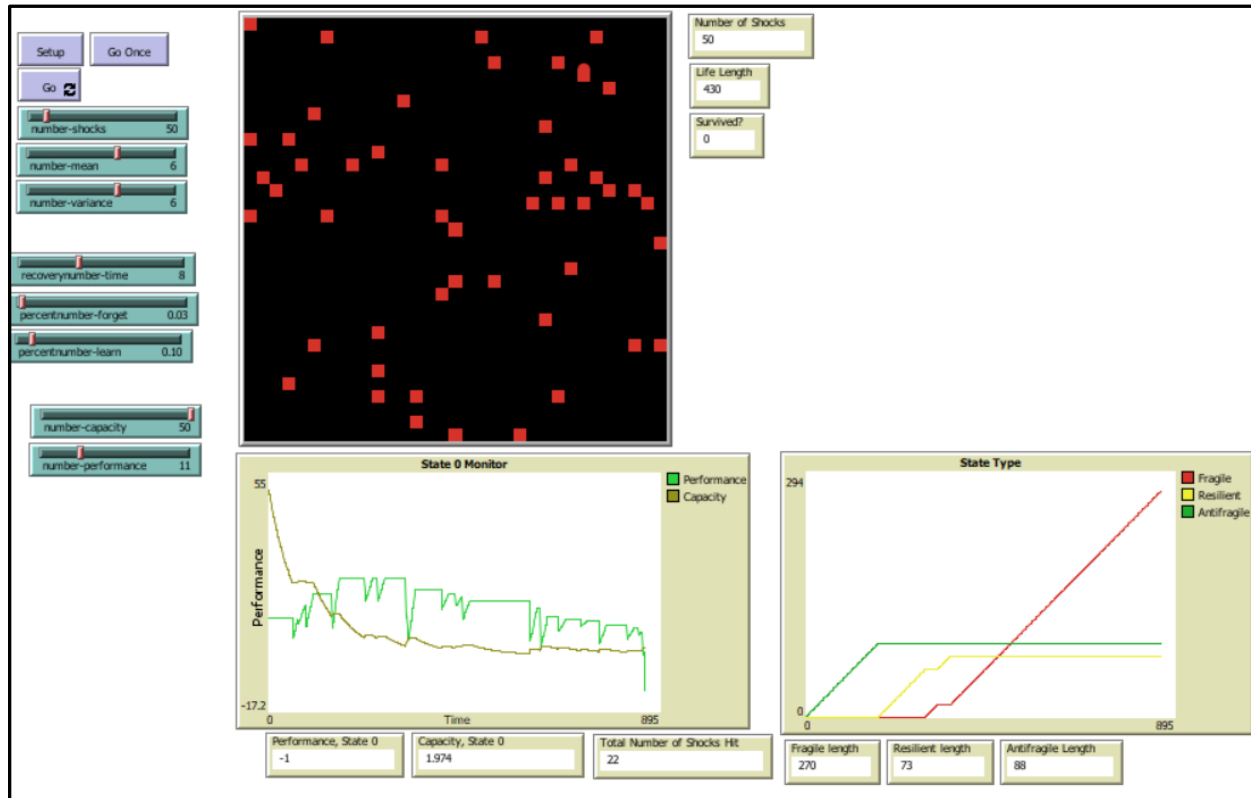 Setup
Go Once
Go
number-shocks 50
number-mean 6
number-variance 6
recoverynumber-time 8
percentnumber-forget 0.03
percentnumber-learn 0.10
number-capacity 50
number-performance 11
Number of Shocks
50
Life Length
430
Survived?
0
State 0 Monitor
55
Performance
-17.2
0
Time
895
Performance
Capacity
State Type
294
0
0
895
Fragile
Resilient
Antifragile
Performance, State 0
-1
Capacity, State 0
1.974
Total Number of Shocks Hit
22
Fragile length
270
Resilient length
73
Antifragile Length
88